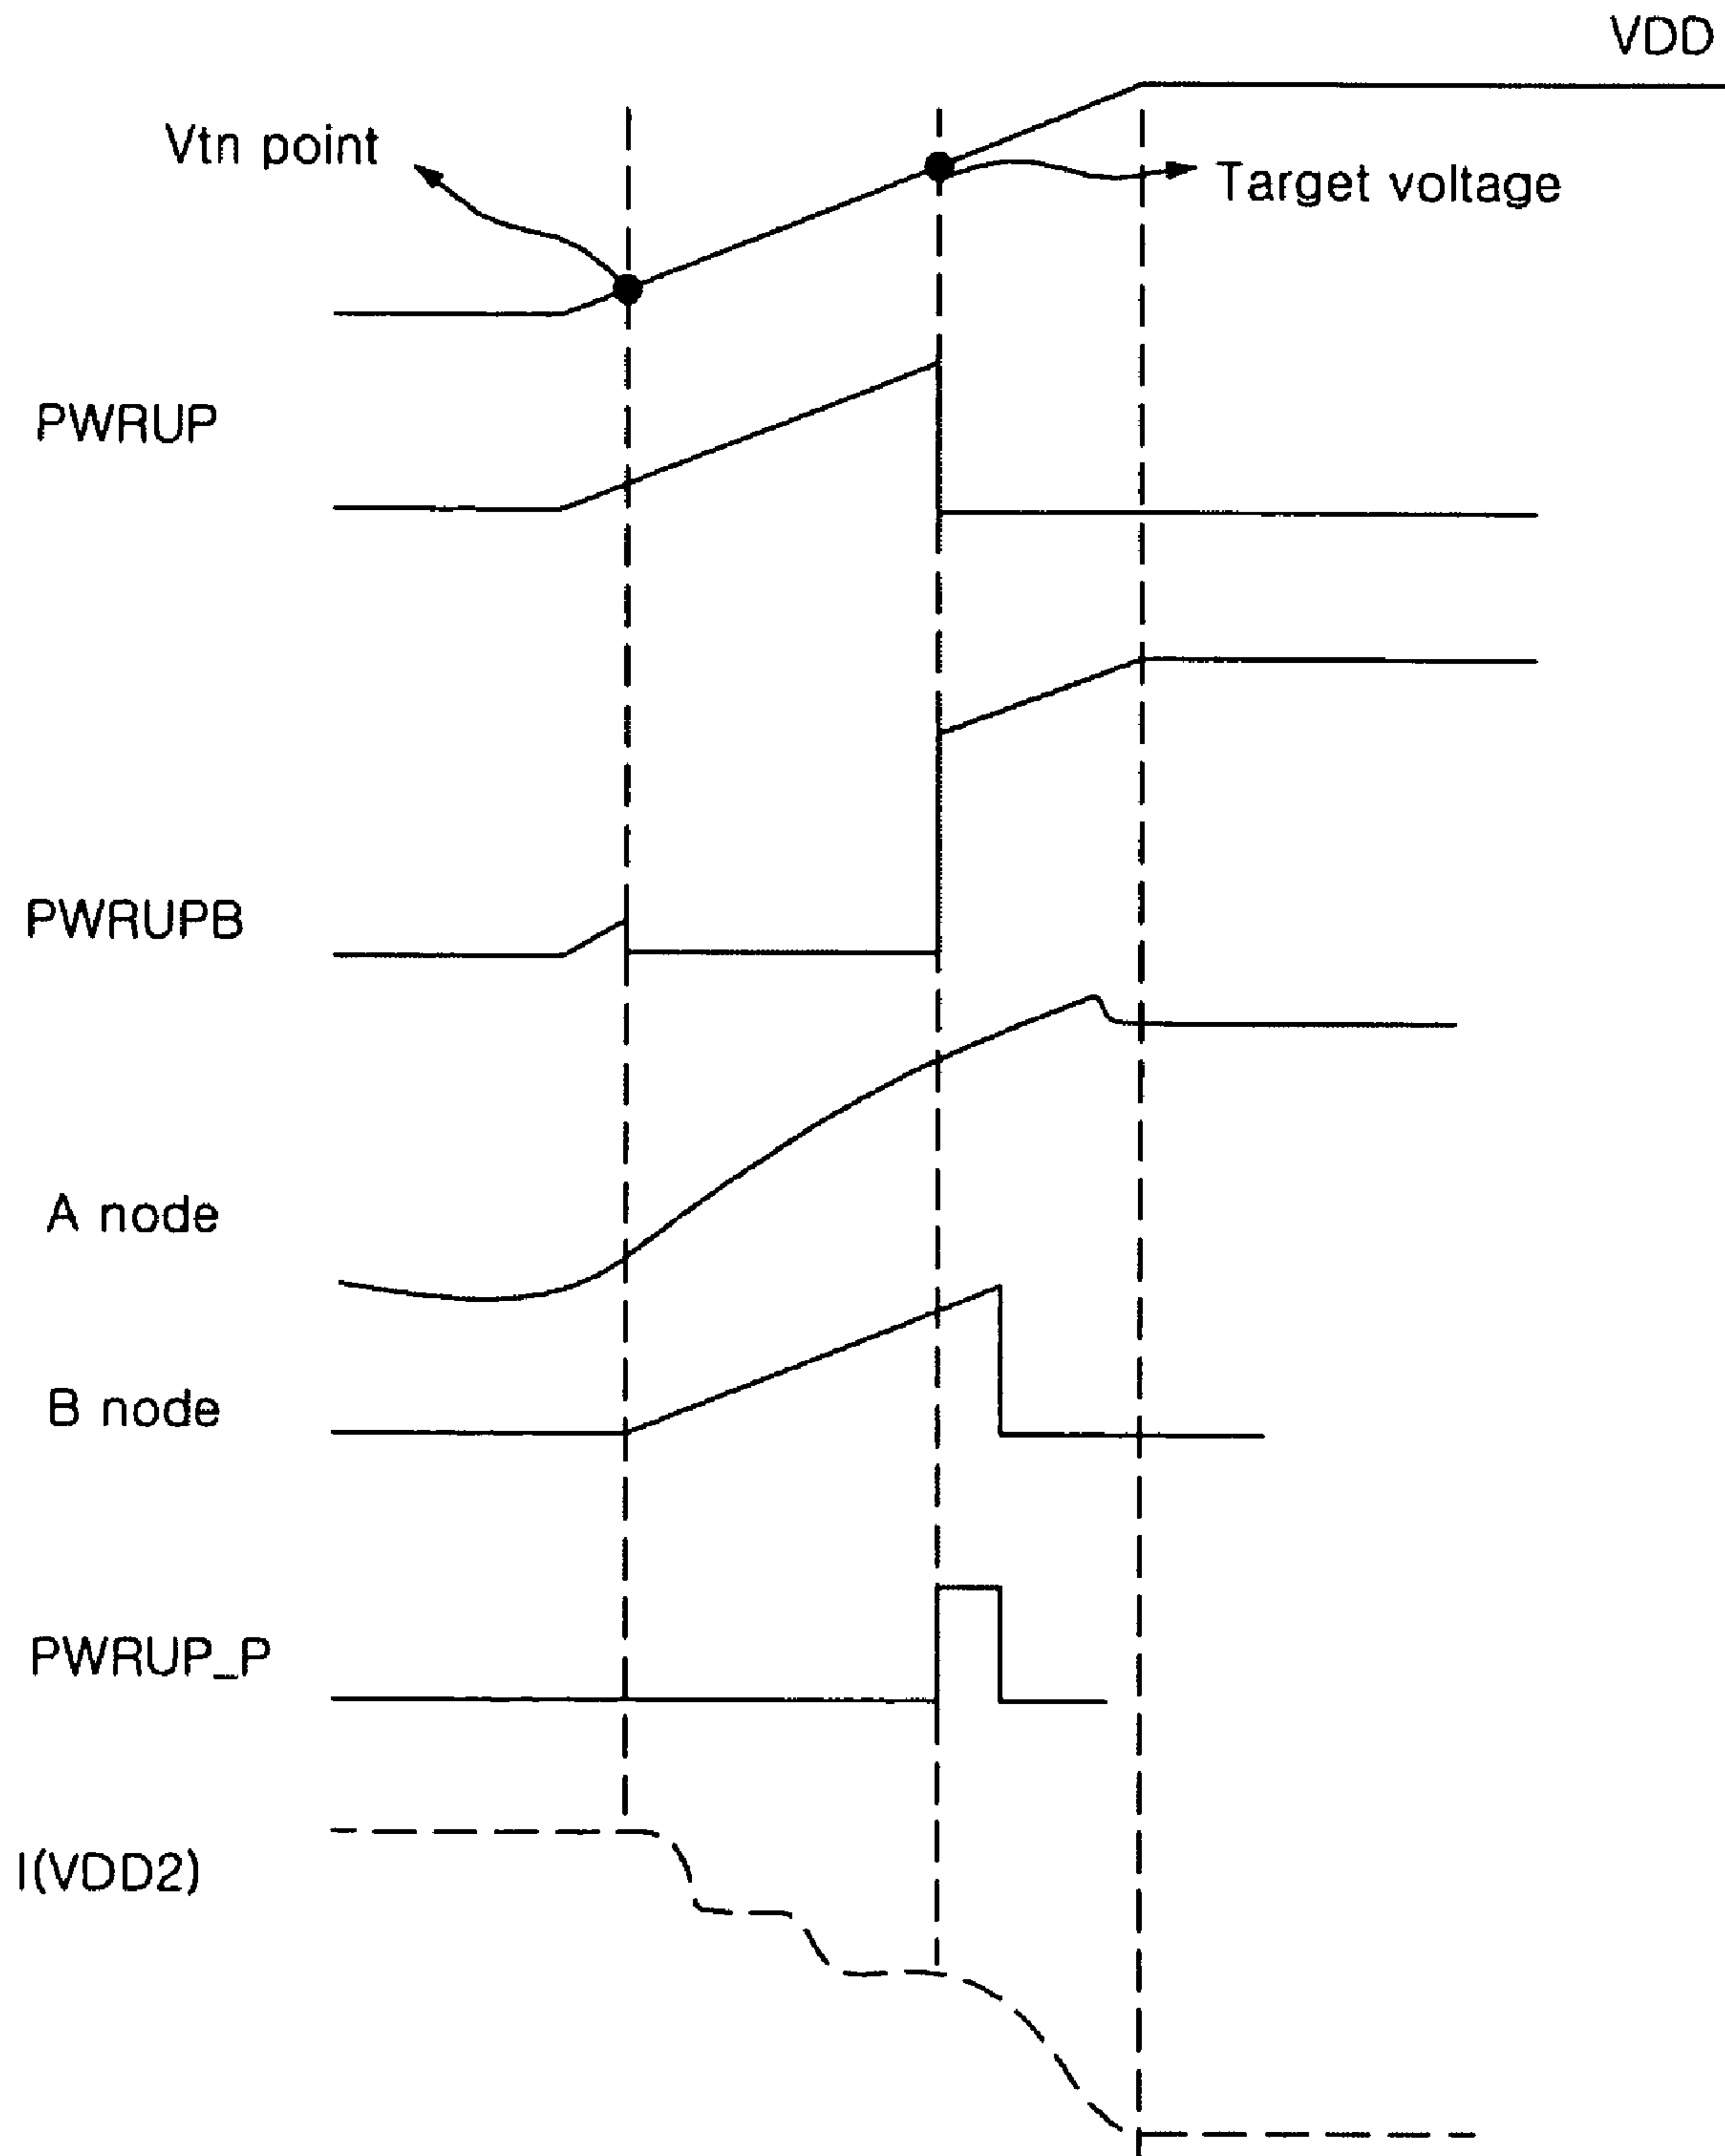 VDD
Vtn point
Target voltage
PWRUP
PWRUPB
A node
B node
PWRUP_P
I(VDD2)